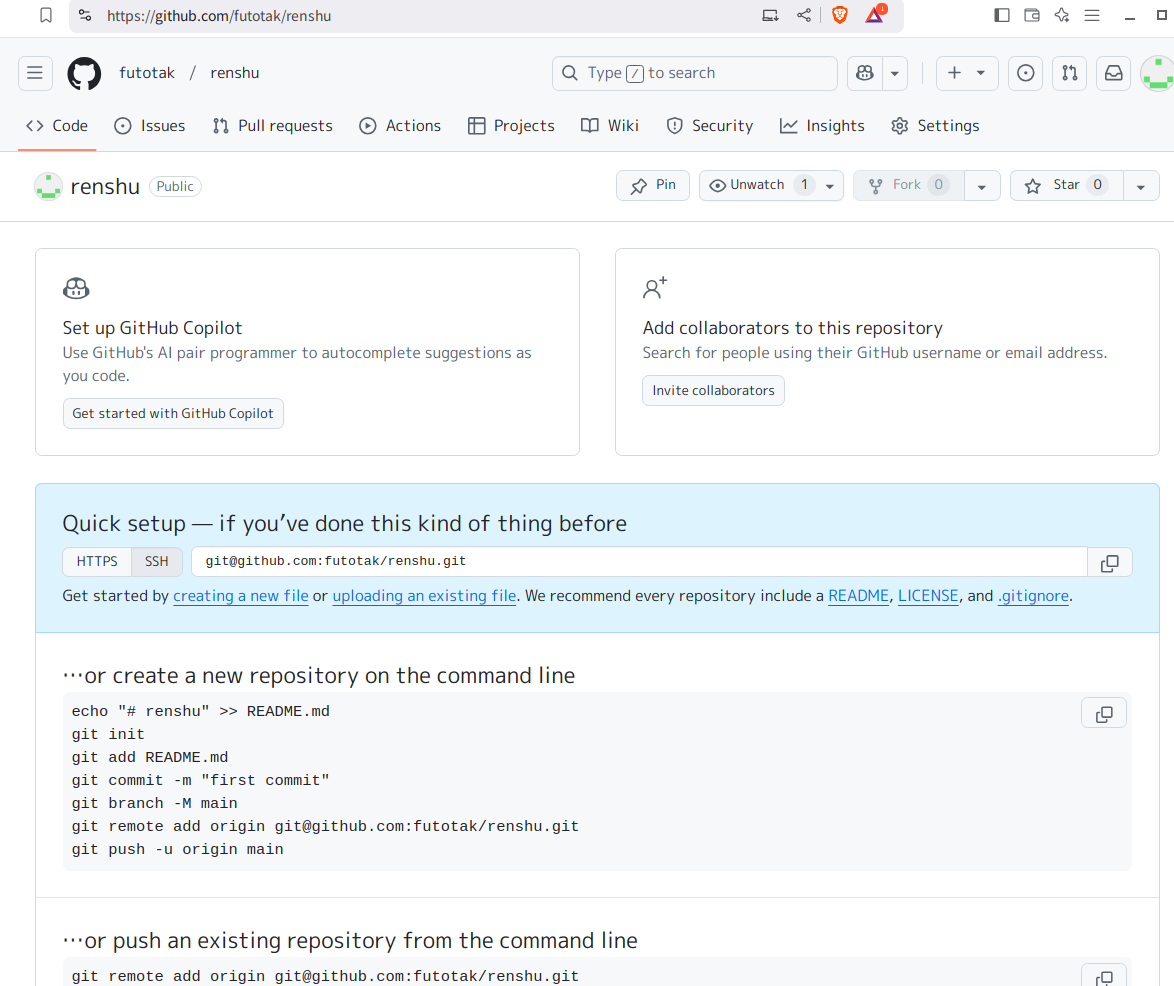 https://github.com/futotak/renshu
1
futotak / renshu
Type / to search
Code Issues Pull requests Actions Projects Wiki Security Insights Settings
renshu Public Pin Unwatch 1 Fork 0 Star 0
Set up GitHub Copilot
Use GitHub's AI pair programmer to autocomplete suggestions as
you code.
Get started with GitHub Copilot
Add collaborators to this repository
Search for people using their GitHub username or email address.
Invite collaborators
Quick setup — if you’ve done this kind of thing before
HTTPS SSH git@github.com:futotak/renshu.git
Get started by creating a new file or uploading an existing file. We recommend every repository include a README, LICENSE, and .gitignore.
…or create a new repository on the command line
echo "# renshu" >> README.md
git init
git add README.md
git commit -m "first commit"
git branch -M main
git remote add origin git@github.com:futotak/renshu.git
git push -u origin main
…or push an existing repository from the command line
git remote add origin git@github.com:futotak/renshu.git